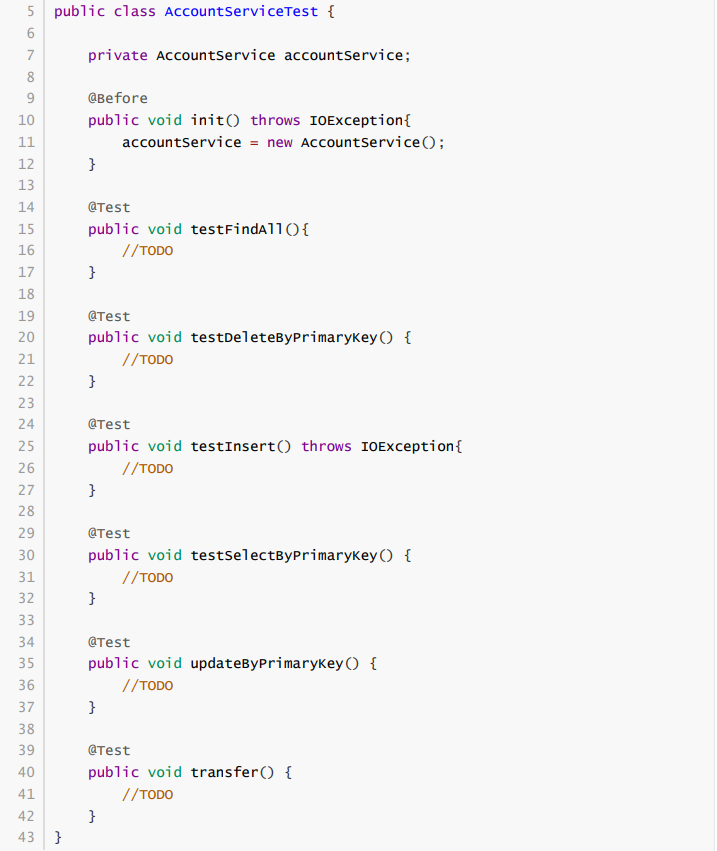 5 public class AccountServiceTest {
6
7     private AccountService accountService;
8
9     @Before
10     public void init() throws IOException{
11         accountService = new AccountService();
12     }
13
14     @Test
15     public void testFindAll(){
16         //TODO
17     }
18
19     @Test
20     public void testDeleteByPrimaryKey() {
21         //TODO
22     }
23
24     @Test
25     public void testInsert() throws IOException{
26         //TODO
27     }
28
29     @Test
30     public void testSelectByPrimaryKey() {
31         //TODO
32     }
33
34     @Test
35     public void updateByPrimaryKey() {
36         //TODO
37     }
38
39     @Test
40     public void transfer() {
41         //TODO
42     }
43 }